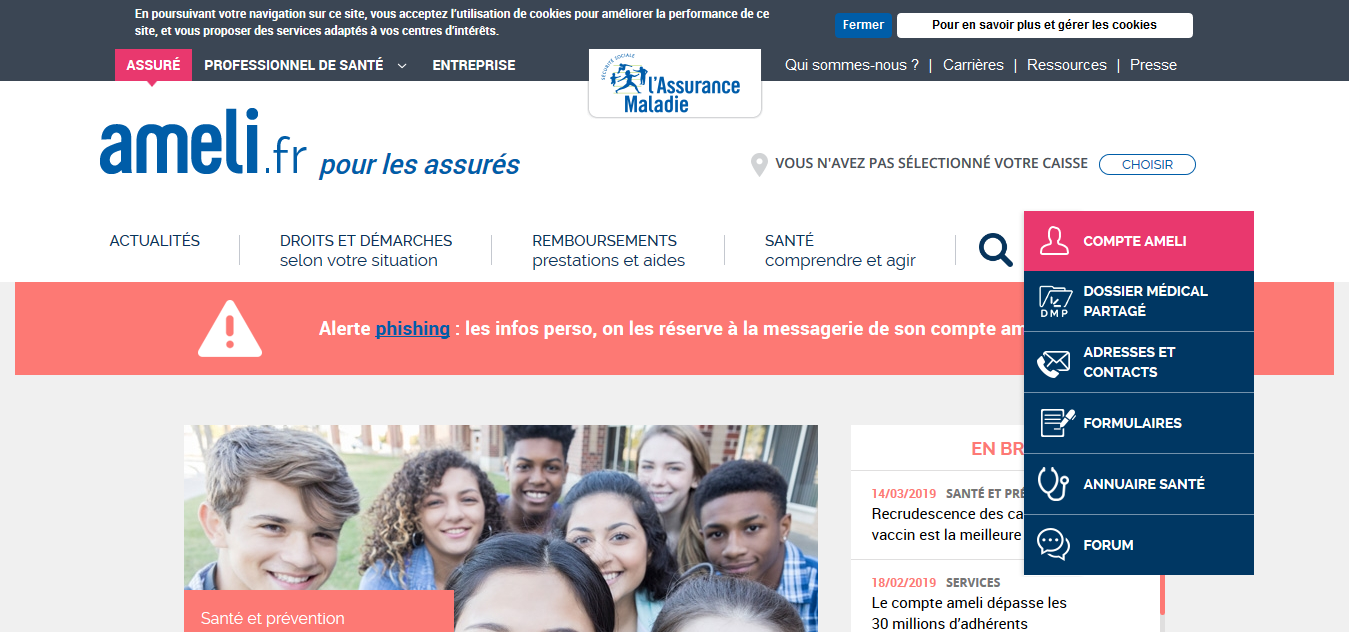 En poursuivant votre navigation sur ce site, vous acceptez l'utilisation de cookies pour améliorer la performance de ce
site, et vous proposer des services adaptés à vos centres d'intérêts.
Fermer
Pour en savoir plus et gérer les cookies
ASSURÉ
PROFESSIONNEL DE SANTÉ
ENTREPRISE
SÉCURITÉ SOCIALE
l'Assurance
Maladie
Qui sommes-nous ? | Carrières | Ressources | Presse
ameli.fr pour les assurés
VOUS N'AVEZ PAS SÉLECTIONNÉ VOTRE CAISSE
CHOISIR
ACTUALITÉS
DROITS ET DÉMARCHES
selon votre situation
REMBOURSEMENTS
prestations et aides
SANTÉ
comprendre et agir
COMPTE AMELI
DMP
DOSSIER MÉDICAL
PARTAGÉ
ADRESSES ET
CONTACTS
FORMULAIRES
ANNUAIRE SANTÉ
FORUM
Alerte phishing : les infos perso, on les réserve à la messagerie de son compte am
Santé et prévention
EN BR
14/03/2019 SANTÉ ET PRÉ
Recrudescence des ca
vaccin est la meilleure
18/02/2019 SERVICES
Le compte ameli dépasse les
30 millions d'adhérents